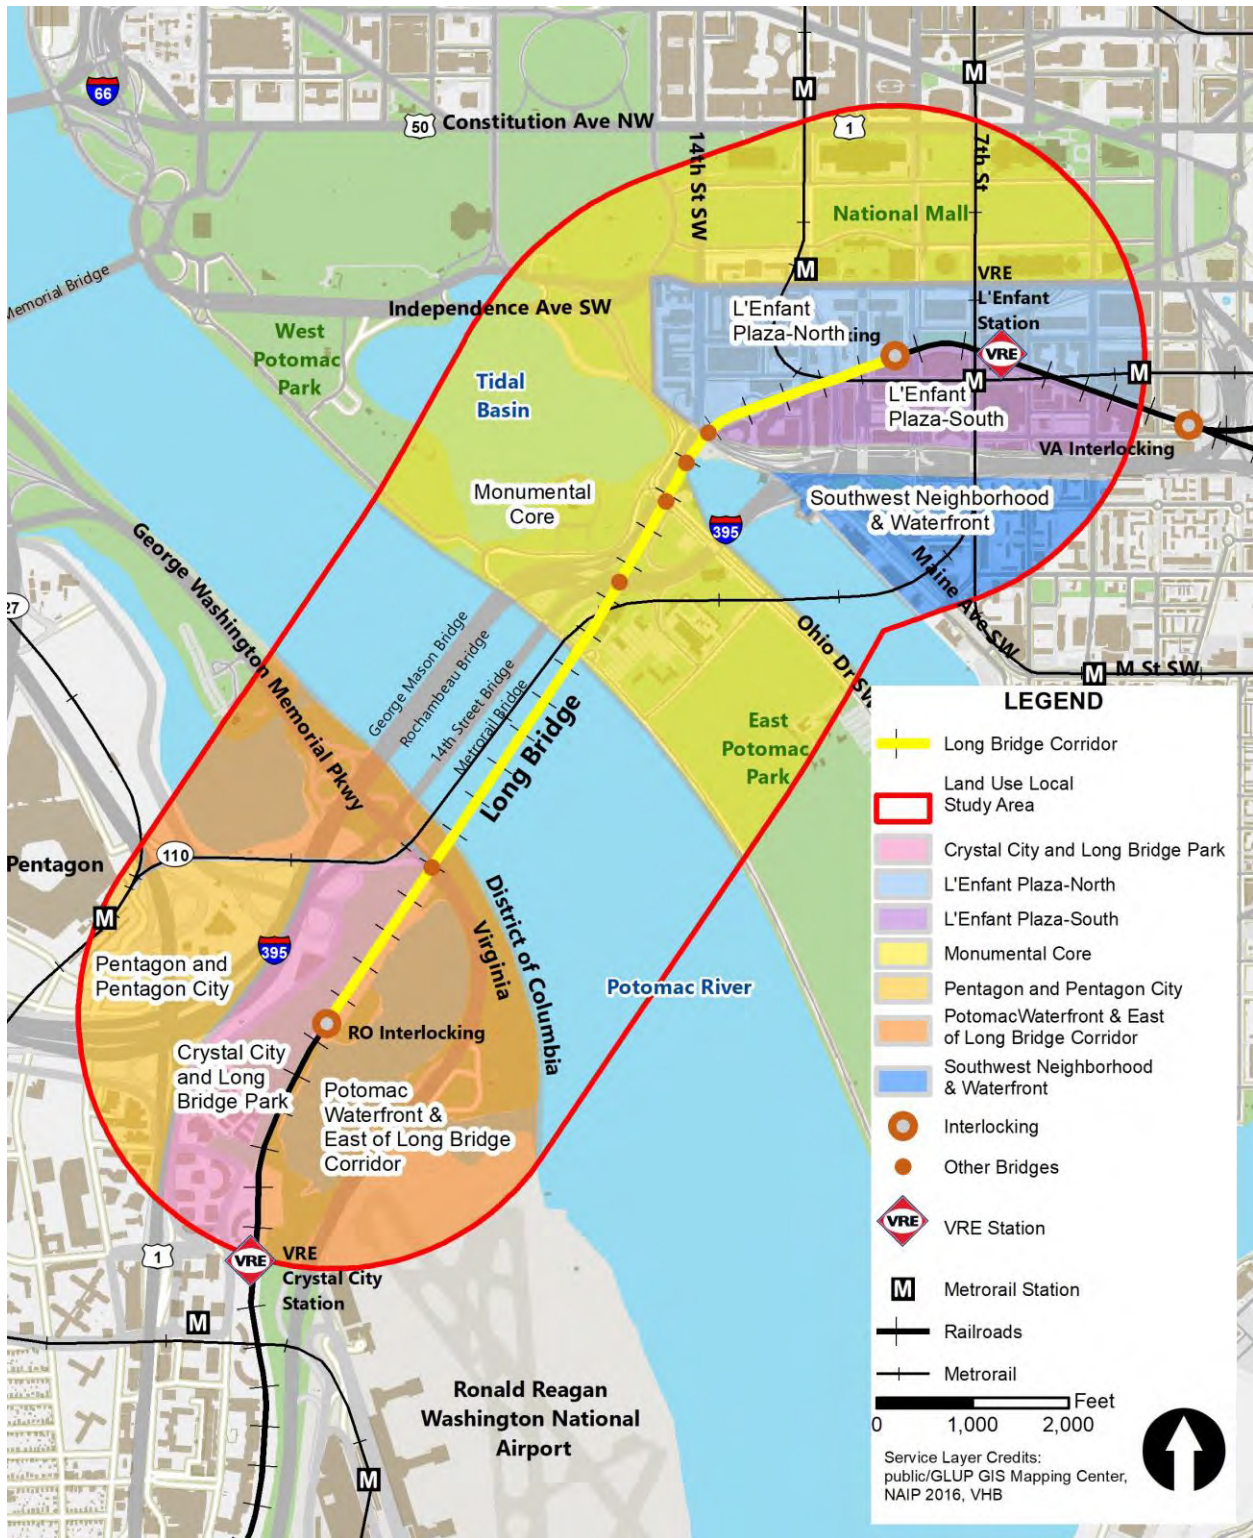 66
50
Constitution Ave NW
1
14th St SW
7th St
National Mall
M
M
M
VRE
L'Enfant
Station
Memorial Bridge
Independence Ave SW
L'Enfant
Plaza-North
king
West
Potomac
Park
VRE
M
M
Tidal
Basin
L'Enfant
Plaza-South
VA Interlocking
Monumental
Core
Southwest Neighborhood
& Waterfront
395
George Washington Memorial Pkwy
Maine Ave SW
27
George Mason Bridge
Rochambeau Bridge
14th Street Bridge
Metrorail Bridge
Long Bridge
Ohio Dr SW
M
M St SW
East
Potomac
Park
110
Pentagon
M
395
Pentagon and
Pentagon City
District of Columbia
Virginia
Potomac River
RO Interlocking
Crystal City
and Long
Bridge Park
Potomac
Waterfront &
East of Long Bridge
Corridor
1
VRE
VRE
Crystal City
Station
M
M
Ronald Reagan
Washington National
Airport
LEGEND
Long Bridge Corridor
Land Use Local
Study Area
Crystal City and Long Bridge Park
L'Enfant Plaza-North
L'Enfant Plaza-South
Monumental Core
Pentagon and Pentagon City
PotomacWaterfront & East
of Long Bridge Corridor
Southwest Neighborhood
& Waterfront
Interlocking
Other Bridges
VRE
VRE Station
M
Metrorail Station
Railroads
Metrorail
Feet
0 1,000 2,000
Service Layer Credits:
public/GLUP GIS Mapping Center,
NAIP 2016, VHB